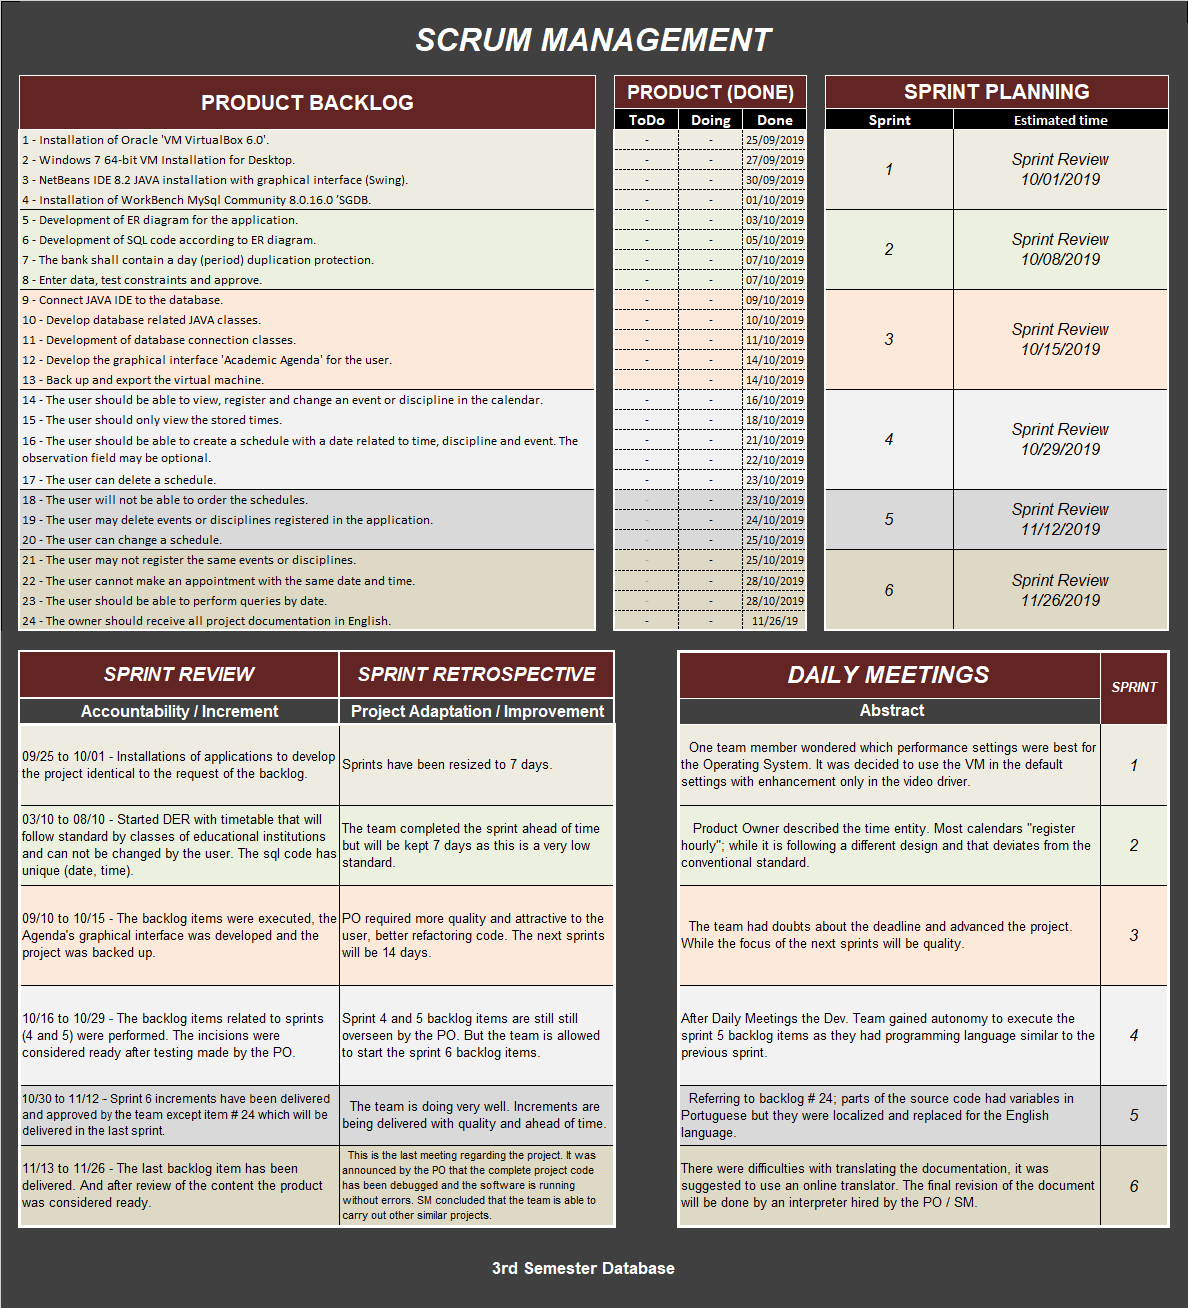 SCRUM MANAGEMENT
PRODUCT BACKLOG
1 - Installation of Oracle 'VM VirtualBox 6.0'.
2 - Windows 7 64-bit VM Installation for Desktop.
3 - NetBeans IDE 8.2 JAVA installation with graphical interface (Swing).
4 - Installation of WorkBench MySql Community 8.0.16.0 ’SGDB.
5 - Development of ER diagram for the application.
6 - Development of SQL code according to ER diagram.
7 - The bank shall contain a day (period) duplication protection.
8 - Enter data, test constraints and approve.
9 - Connect JAVA IDE to the database.
10 - Develop database related JAVA classes.
11 - Development of database connection classes.
12 - Develop the graphical interface 'Academic Agenda' for the user.
13 - Back up and export the virtual machine.
14 - The user should be able to view, register and change an event or discipline in the calendar.
15 - The user should only view the stored times.
16 - The user should be able to create a schedule with a date related to time, discipline and event. The
observation field may be optional.
17 - The user can delete a schedule.
18 - The user will not be able to order the schedules.
19 - The user may delete events or disciplines registered in the application.
20 - The user can change a schedule.
21 - The user may not register the same events or disciplines.
22 - The user cannot make an appointment with the same date and time.
23 - The user should be able to perform queries by date.
24 - The owner should receive all project documentation in English.
PRODUCT (DONE)
ToDo Doing Done
- - 25/09/2019
- - 27/09/2019
- - 30/09/2019
- - 01/10/2019
- - 03/10/2019
- - 05/10/2019
- - 07/10/2019
- - 07/10/2019
- - 09/10/2019
- - 10/10/2019
- - 11/10/2019
- - 14/10/2019
- 14/10/2019
- - 16/10/2019
- - 18/10/2019
- - 21/10/2019
- - 22/10/2019
- - 23/10/2019
- - 23/10/2019
- - 24/10/2019
- - 25/10/2019
- - 25/10/2019
- - 28/10/2019
- - 28/10/2019
- - 11/26/19
SPRINT PLANNING
Sprint Estimated time
1
Sprint Review
10/01/2019
2
Sprint Review
10/08/2019
3
Sprint Review
10/15/2019
4
Sprint Review
10/29/2019
5
Sprint Review
11/12/2019
6
Sprint Review
11/26/2019
SPRINT REVIEW
Accountability / Increment
09/25 to 10/01 - Installations of applications to develop
the project identical to the request of the backlog.
03/10 to 08/10 - Started DER with timetable that will
follow standard by classes of educational institutions
and can not be changed by the user. The sql code has
unique (date, time).
09/10 to 10/15 - The backlog items were executed, the
Agenda's graphical interface was developed and the
project was backed up.
10/16 to 10/29 - The backlog items related to sprints
(4 and 5) were performed. The incisions were
considered ready after testing made by the PO.
10/30 to 11/12 - Sprint 6 increments have been delivered
and approved by the team except item # 24 which will be
delivered in the last sprint.
11/13 to 11/26 - The last backlog item has been
delivered. And after review of the content the product
was considered ready.
SPRINT RETROSPECTIVE
Project Adaptation / Improvement
Sprints have been resized to 7 days.
The team completed the sprint ahead of time
but will be kept 7 days as this is a very low
standard.
PO required more quality and attractive to the
user, better refactoring code. The next sprints
will be 14 days.
Sprint 4 and 5 backlog items are still still
overseen by the PO. But the team is allowed
to start the sprint 6 backlog items.
The team is doing very well. Increments are
being delivered with quality and ahead of time.
This is the last meeting regarding the project. It was
announced by the PO that the complete project code
has been debugged and the software is running
without errors. SM concluded that the team is able to
carry out other similar projects.
DAILY MEETINGS
SPRINT
Abstract
One team member wondered which performance settings were best for
the Operating System. It was decided to use the VM in the default
settings with enhancement only in the video driver.
1
Product Owner described the time entity. Most calendars "register
hourly"; while it is following a different design and that deviates from the
conventional standard.
2
The team had doubts about the deadline and advanced the project.
While the focus of the next sprints will be quality.
3
After Daily Meetings the Dev. Team gained autonomy to execute the
sprint 5 backlog items as they had programming language similar to the
previous sprint.
4
Referring to backlog # 24; parts of the source code had variables in
Portuguese but they were localized and replaced for the English
language.
5
There were difficulties with translating the documentation, it was
suggested to use an online translator. The final revision of the document
will be done by an interpreter hired by the PO / SM.
6
3rd Semester Database